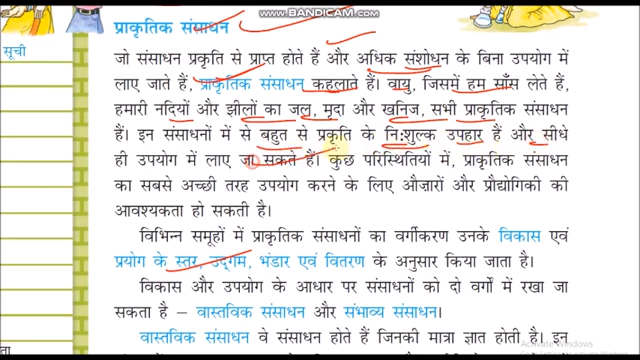 www.BANDICAM.com
प्राकृतिक संसाधन
सूची
जो संसाधन प्रकृति से प्राप्त होते हैं और अधिक संशोधन के बिना उपयोग में
लाए जाते हैं, प्राकृतिक संसाधन कहलाते हैं। वायु, जिसमें हम साँस लेते हैं,
हमारी नदियों और झीलों का जल, मृदा और खनिज, सभी प्राकृतिक संसाधन
हैं। इन संसाधनों में से बहुत से प्रकृति के निःशुल्क उपहार हैं और सीधे
ही उपयोग में लाए जा सकते हैं। कुछ परिस्थितियों में, प्राकृतिक संसाधन
का सबसे अच्छी तरह उपयोग करने के लिए औज़ारों और प्रौद्योगिकी की
आवश्यकता हो सकती है।
विभिन्न समूहों में प्राकृतिक संसाधनों का वर्गीकरण उनके विकास एवं
प्रयोग के स्तर, उद्गम, भंडार एवं वितरण के अनुसार किया जाता है।
विकास और उपयोग के आधार पर संसाधनों को दो वर्गों में रखा जा
सकता है – वास्तविक संसाधन और संभाव्य संसाधन।
वास्तविक संसाधन वे संसाधन होते हैं जिनकी मात्रा ज्ञात होती है। इन
Activate Windows